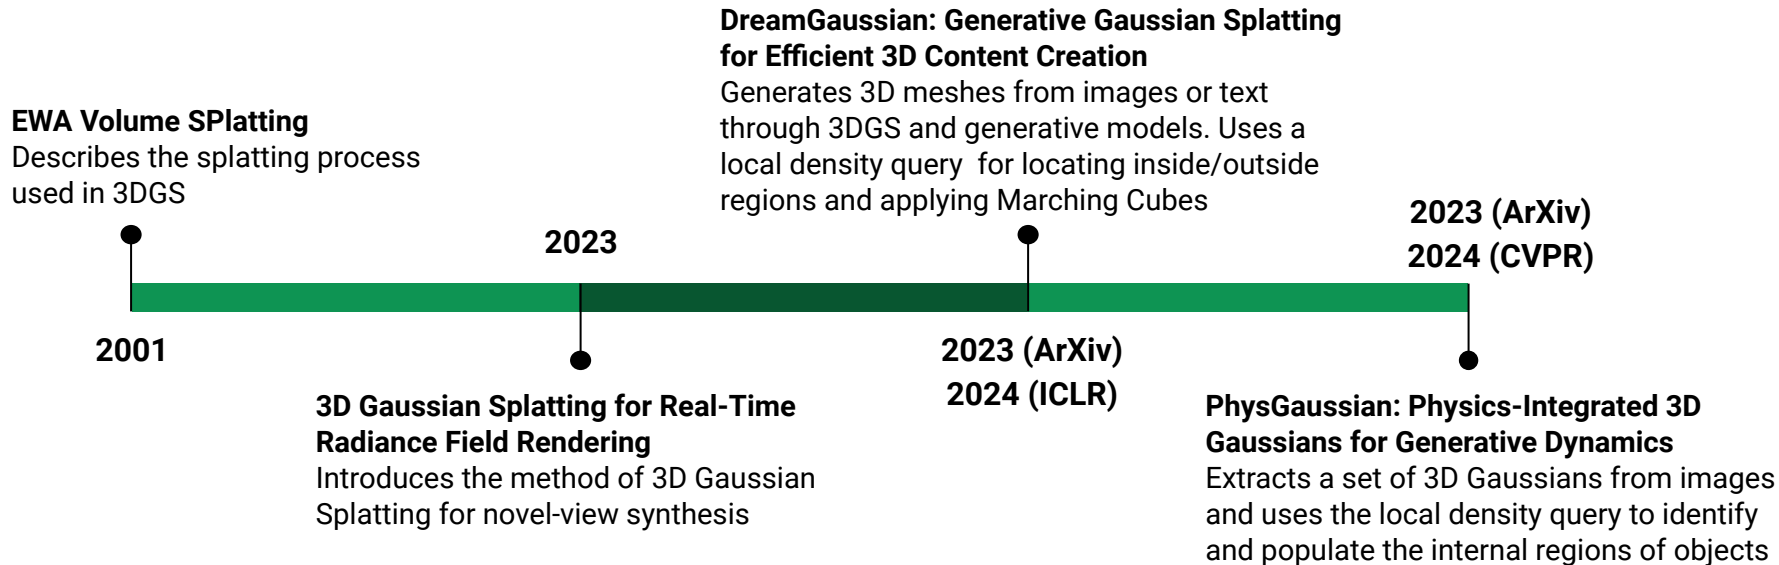 DreamGaussian: Generative Gaussian Splatting
for Efficient 3D Content Creation
Generates 3D meshes from images or text
through 3DGS and generative models. Uses a
local density query  for locating inside/outside
regions and applying Marching Cubes
EWA Volume SPlatting
Describes the splatting process
used in 3DGS
2023
2023 (ArXiv)
2024 (CVPR)
2001
2023 (ArXiv)
2024 (ICLR)
3D Gaussian Splatting for Real-Time
Radiance Field Rendering
Introduces the method of 3D Gaussian
Splatting for novel-view synthesis
PhysGaussian: Physics-Integrated 3D
Gaussians for Generative Dynamics
Extracts a set of 3D Gaussians from images
and uses the local density query to identify
and populate the internal regions of objects